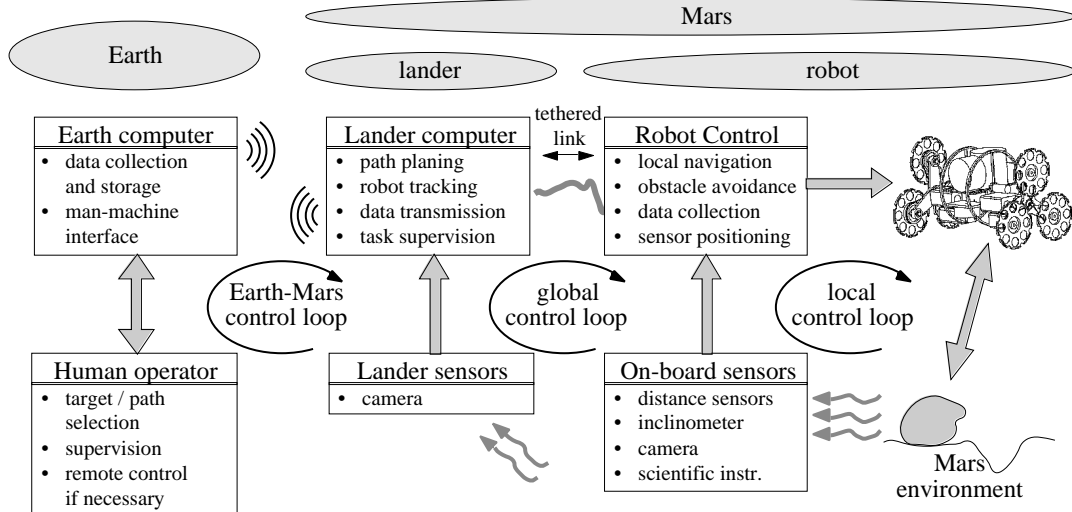 Mars
Earth
lander
robot
Earth computer
• data collection
and storage
• man-machine
interface
Lander computer
• path planing
• robot tracking
• data transmission
• task supervision
tethered
link
Robot Control
• local navigation
• obstacle avoidance
• data collection
• sensor positioning
Earth-Mars
control loop
global
control loop
local
control loop
Human operator
• target / path
selection
• supervision
• remote control
if necessary
Lander sensors
• camera
On-board sensors
• distance sensors
• inclinometer
• camera
• scientific instr.
Mars
environment